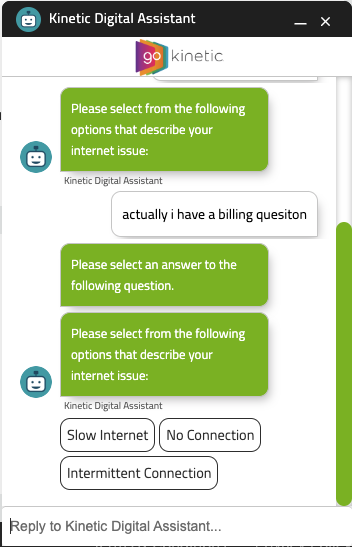 Kinetic Digital Assistant
go kinetic
Please select from the following
options that describe your
internet issue:
Kinetic Digital Assistant
actually i have a billing quesiton
Please select an answer to the
following question.
Please select from the following
options that describe your
internet issue:
Kinetic Digital Assistant
Slow Internet
No Connection
Intermittent Connection
Reply to Kinetic Digital Assistant...